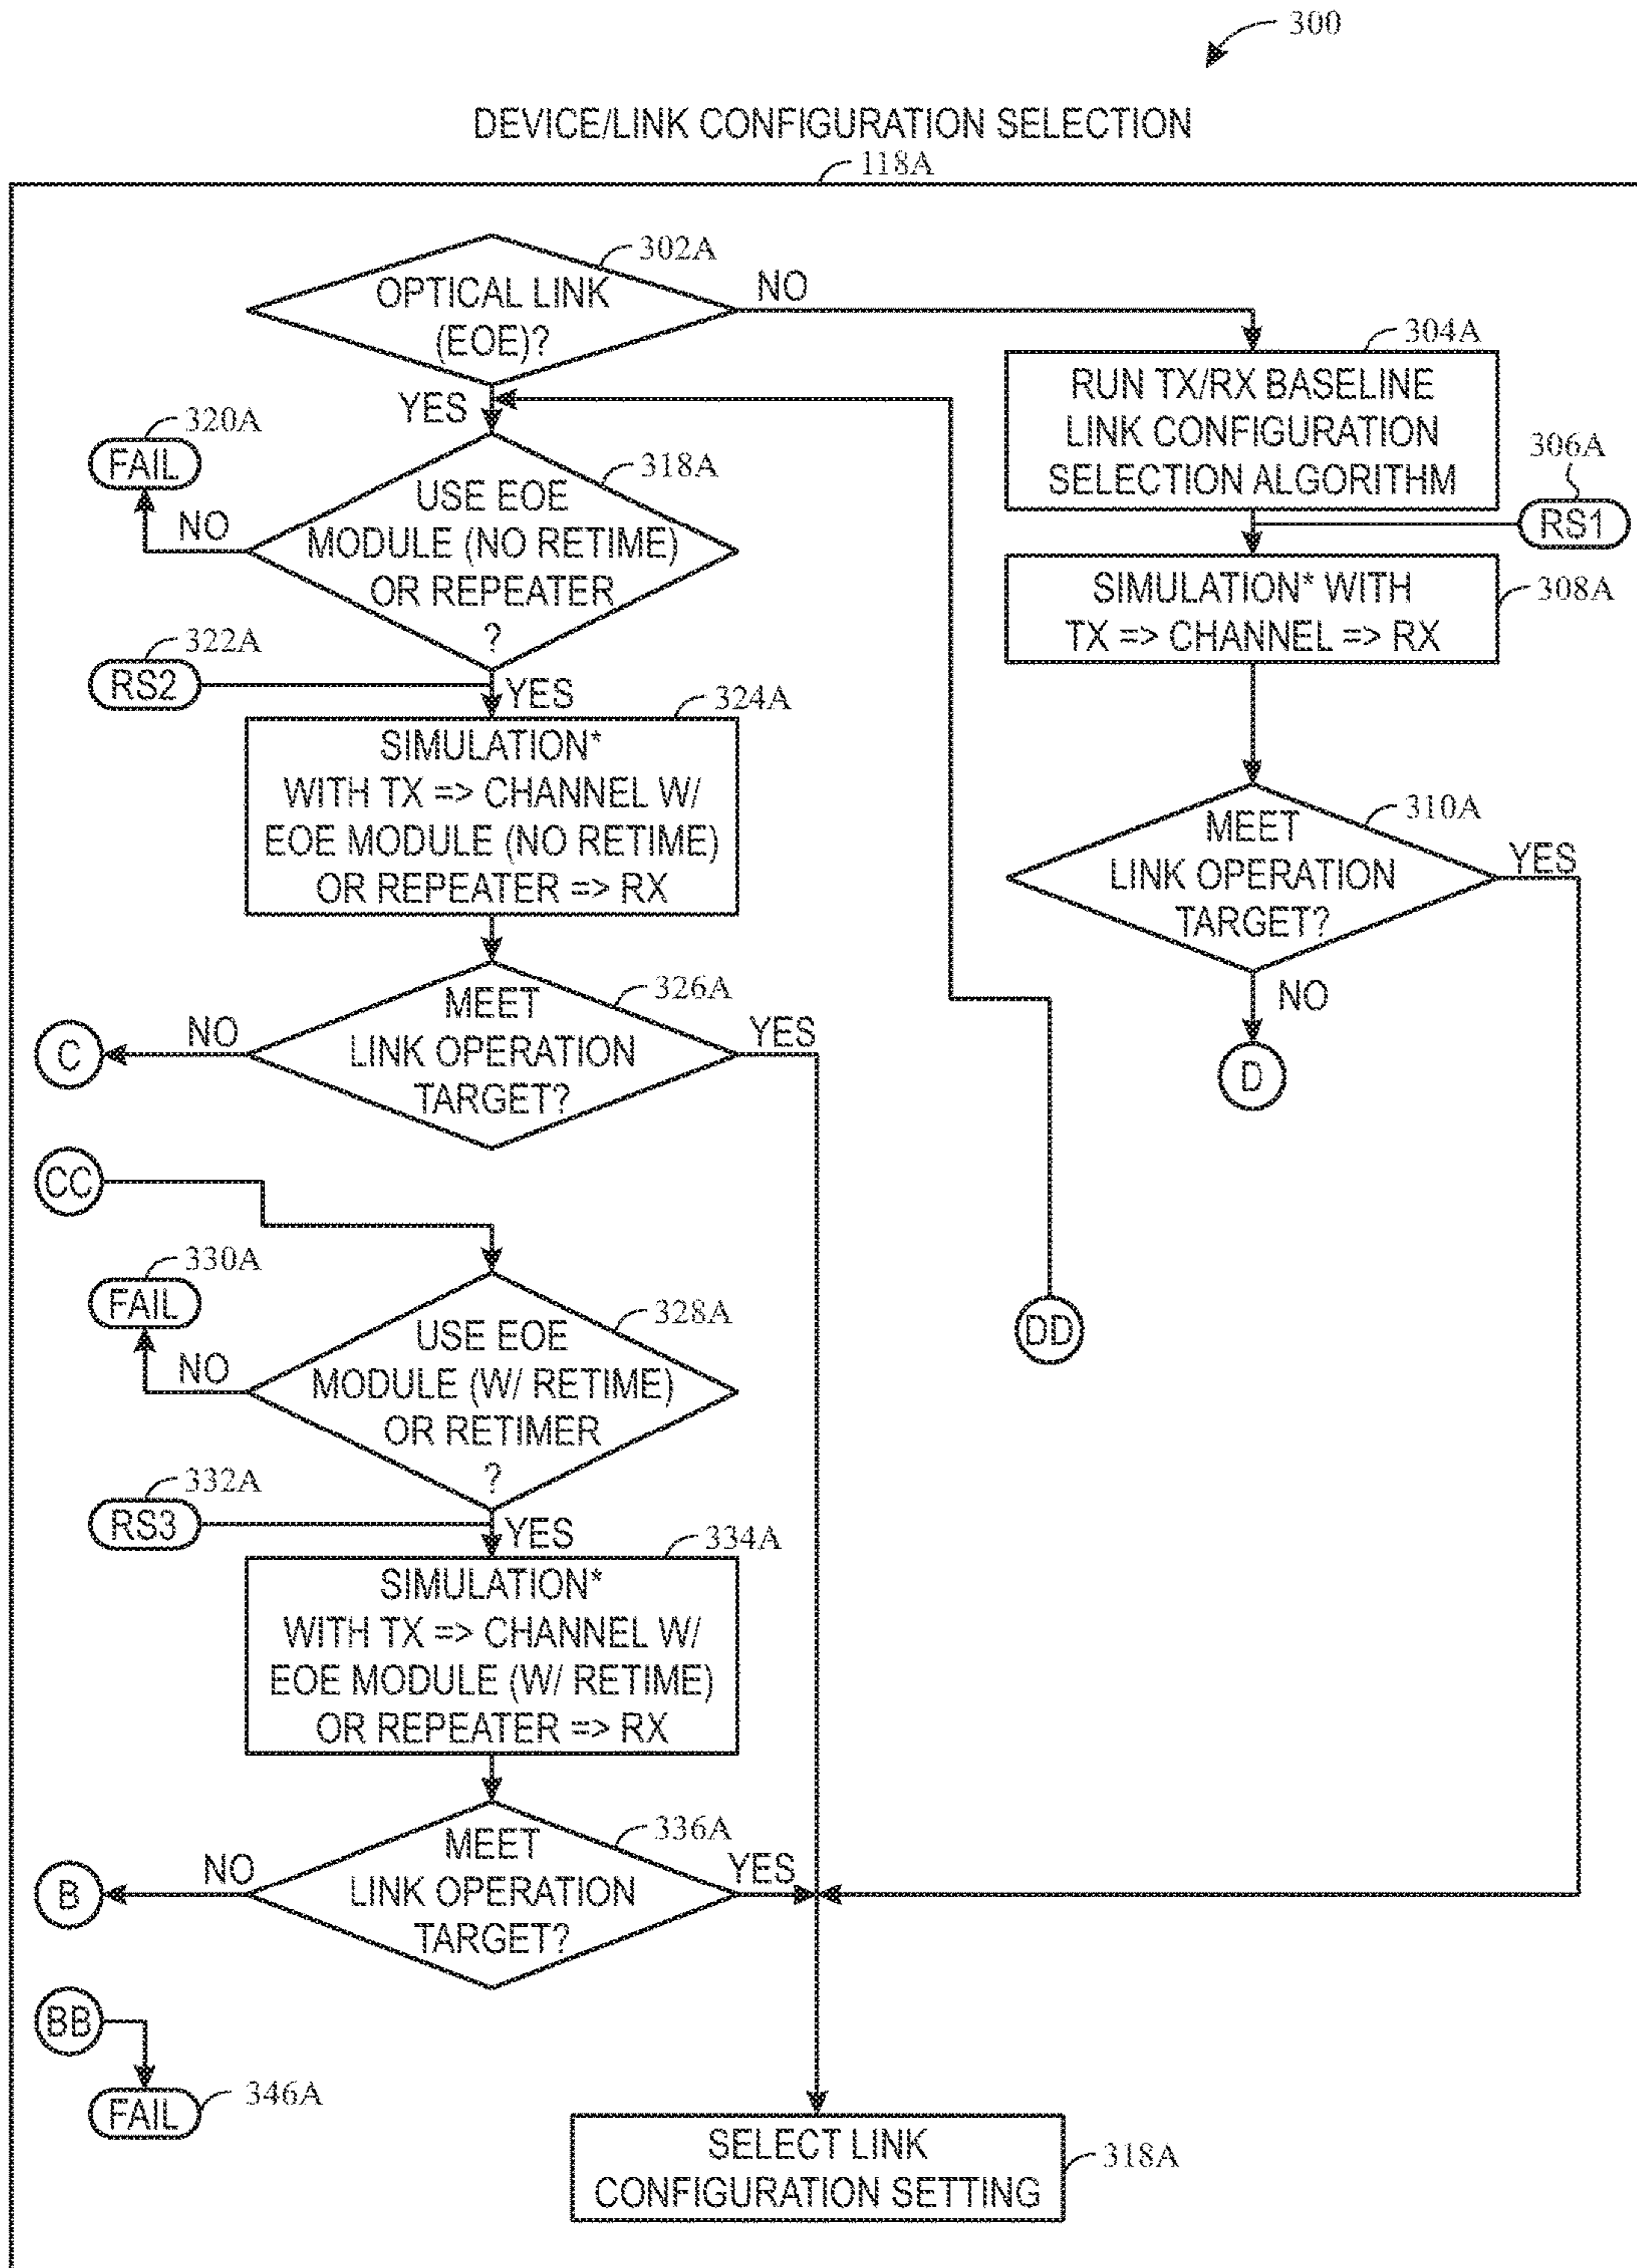 300
DEVICE/LINK CONFIGURATION SELECTION
118A
302A
OPTICAL LINK
(EOE)?
NO
YES
304A
RUN TX/RX BASELINE
LINK CONFIGURATION
SELECTION ALGORITHM
306A
RS1
320A
FAIL
NO
318A
USE EOE
MODULE (NO RETIME)
OR REPEATER
?
308A
SIMULATION* WITH
TX => CHANNEL => RX
322A
RS2
YES
324A
SIMULATION*
WITH TX => CHANNEL W/
EOE MODULE (NO RETIME)
OR REPEATER => RX
310A
MEET
LINK OPERATION
TARGET?
YES
NO
D
326A
MEET
LINK OPERATION
TARGET?
NO
YES
C
CC
330A
FAIL
NO
328A
USE EOE
MODULE (W/ RETIME)
OR RETIMER
?
DD
332A
RS3
YES
334A
SIMULATION*
WITH TX => CHANNEL W/
EOE MODULE (W/ RETIME)
OR REPEATER => RX
336A
MEET
LINK OPERATION
TARGET?
NO
YES
B
BB
FAIL
346A
SELECT LINK
CONFIGURATION SETTING
318A